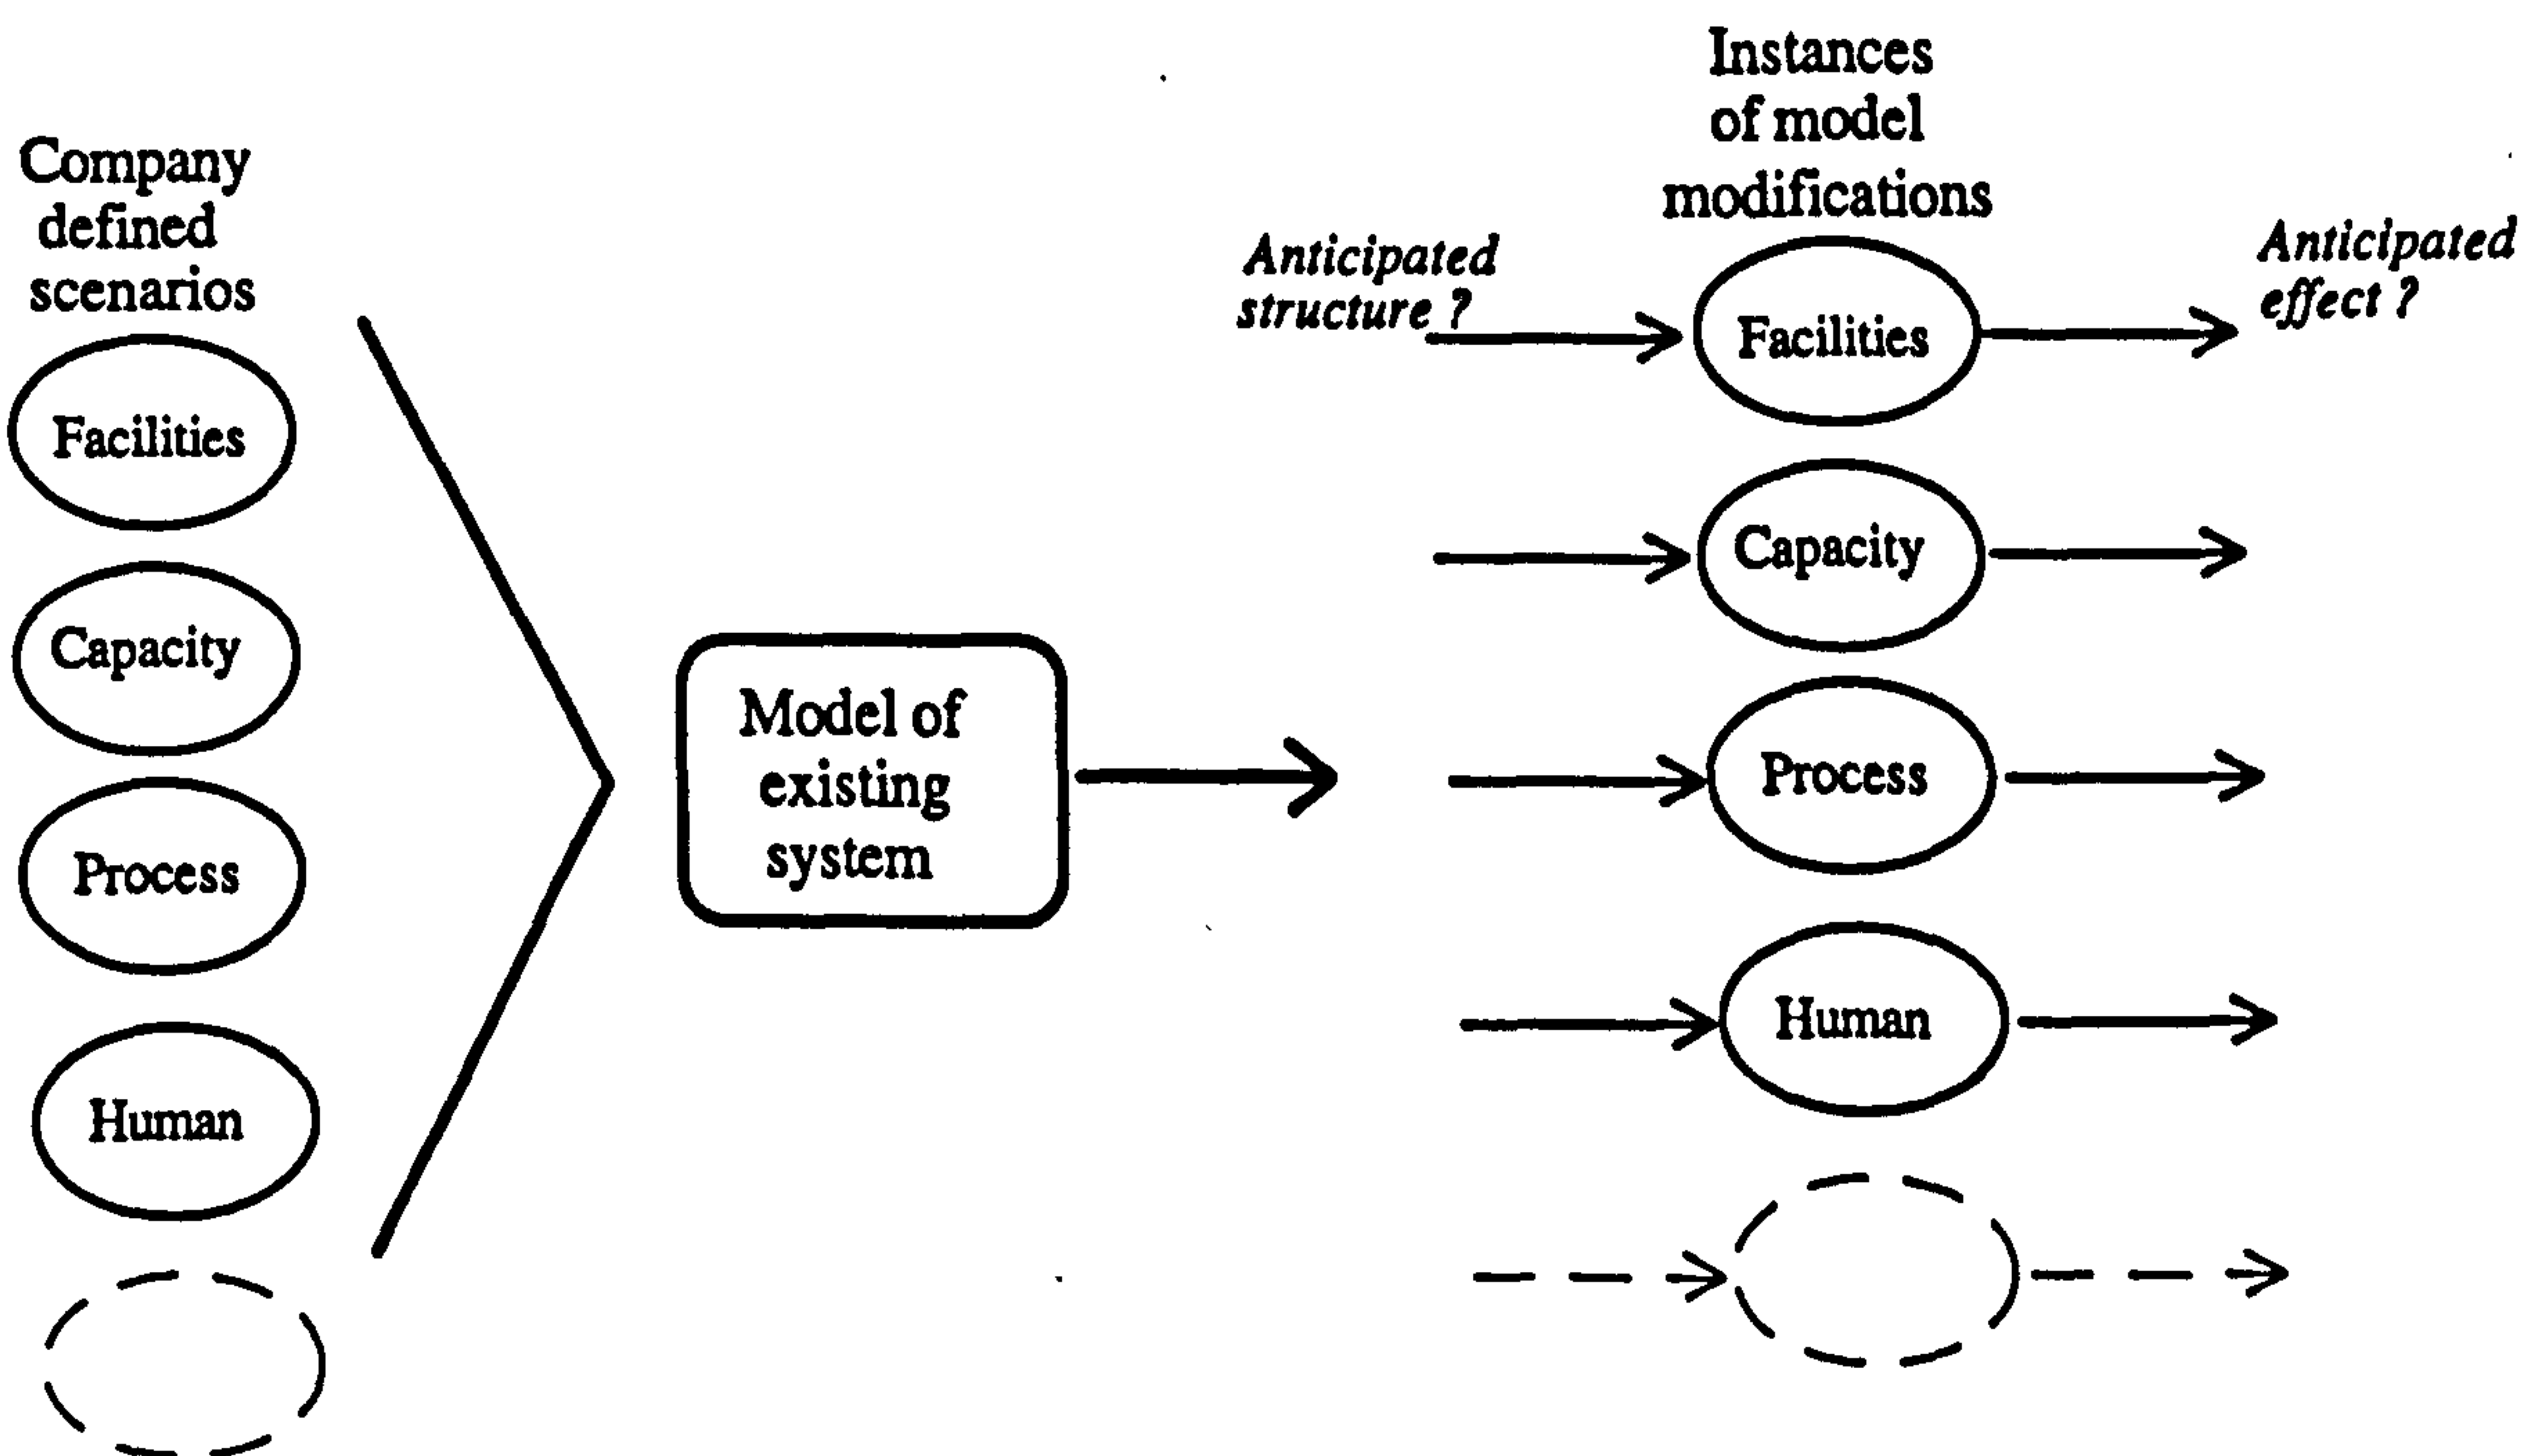 Company
defined
scenarios
Facilities
Capacity
Process
Human
Model of
existing
system
Instances
of model
modifications
Anticipated
structure ?
Facilities
Anticipated
effect ?
Capacity
Process
Human